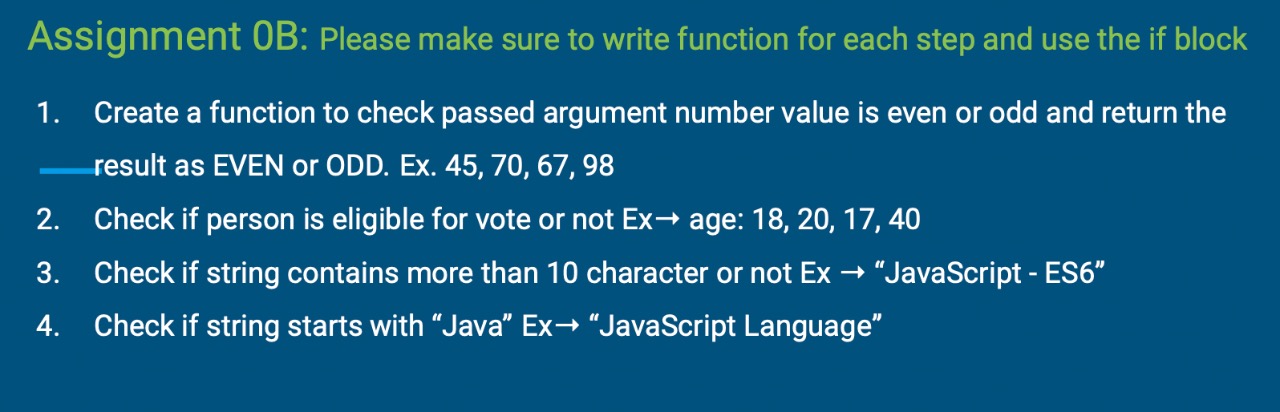 Assignment 0B: Please make sure to write function for each step and use the if block
1. Create a function to check passed argument number value is even or odd and return the
result as EVEN or ODD. Ex. 45, 70, 67, 98
2. Check if person is eligible for vote or not Ex→ age: 18, 20, 17, 40
3. Check if string contains more than 10 character or not Ex → “JavaScript - ES6”
4. Check if string starts with “Java” Ex→ “JavaScript Language”